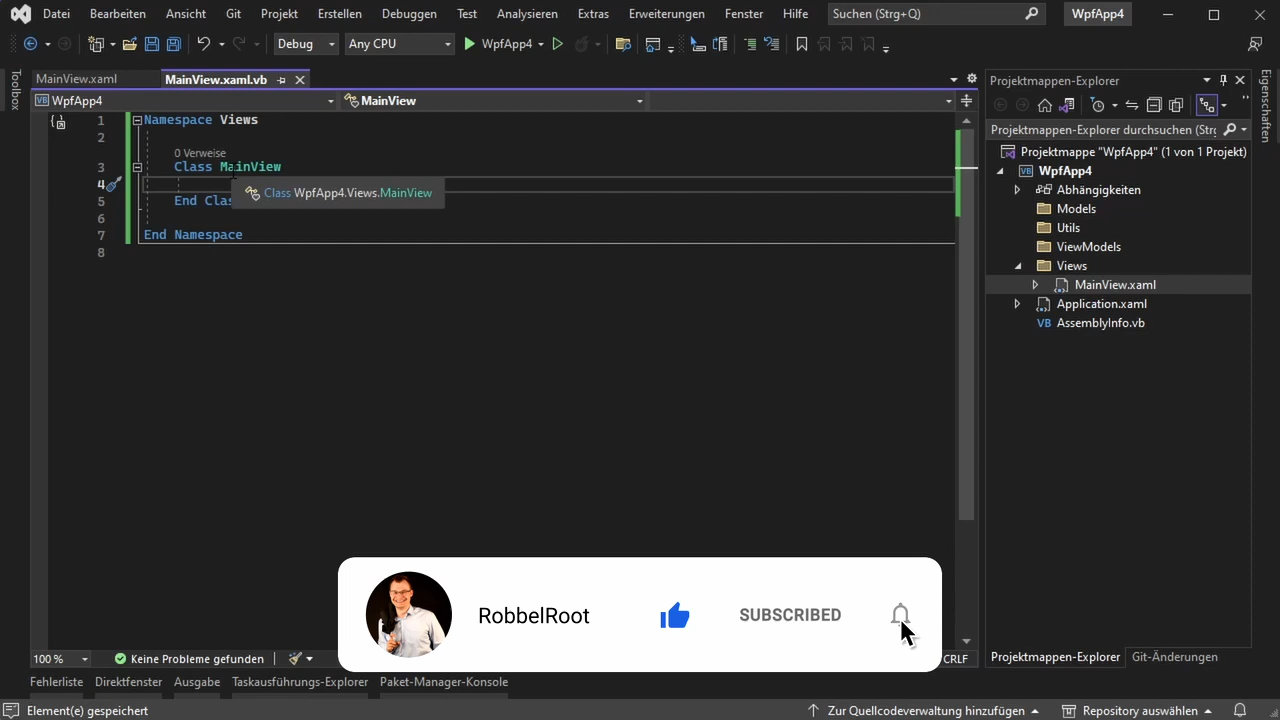 Datei Bearbeiten Ansicht Git Projekt Erstellen Debuggen Test Analysieren Extras Erweiterungen Fenster Hilfe Suchen (Strg+Q) WpfApp4
Debug Any CPU WpfApp4
Toolbox
MainView.xaml MainView.xaml.vb
WpfApp4 MainView
1 Namespace Views
2
0 Verweise
3 Class MainView
4
Class WpfApp4.Views.MainView
5 End Clas
6
7 End Namespace
8
Projektmappen-Explorer
Projektmappen-Explorer durchsuchen (Strg
Projektmappe "WpfApp4" (1 von 1 Projekt)
WpfApp4
Abhängigkeiten
Models
Utils
ViewModels
Views
MainView.xaml
Application.xaml
AssemblyInfo.vb
Eigenschaften
RobbelRoot SUBSCRIBED
100 % Keine Probleme gefunden CRLF
Projektmappen-Explorer Git-Änderungen
Fehlerliste Direktfenster Ausgabe Taskausführungs-Explorer Paket-Manager-Konsole
Element(e) gespeichert Zur Quellcodeverwaltung hinzufügen Repository auswählen